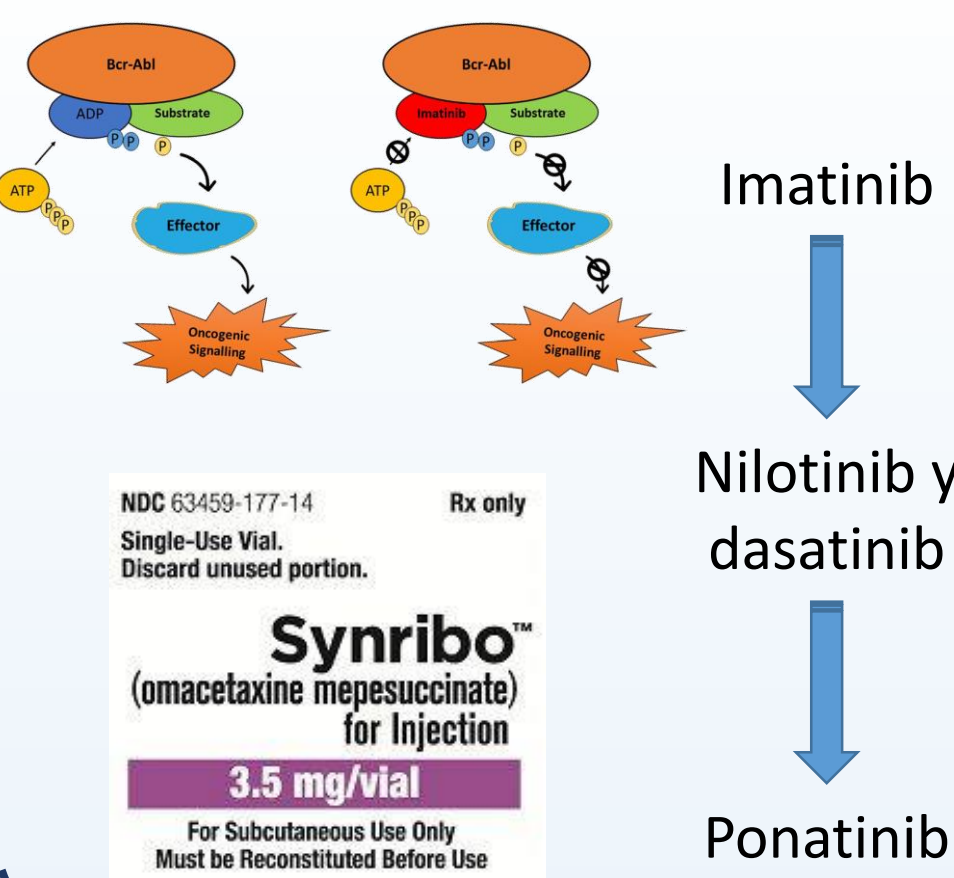 Bcr-Abl
ADP
Substrate
P P
P
ATP
P P P
Effector
Oncogenic
Signalling
Bcr-Abl
Imatinib
Substrate
P P
P
ATP
P P P
Effector
Oncogenic
Signalling
Imatinib
Nilotinib y
dasatinib
Ponatinib
NDC 63459-177-14 Rx only
Single-Use Vial.
Discard unused portion.
Synribo™
(omacetaxine mepesuccinate)
for Injection
3.5 mg/vial
For Subcutaneous Use Only
Must be Reconstituted Before Use